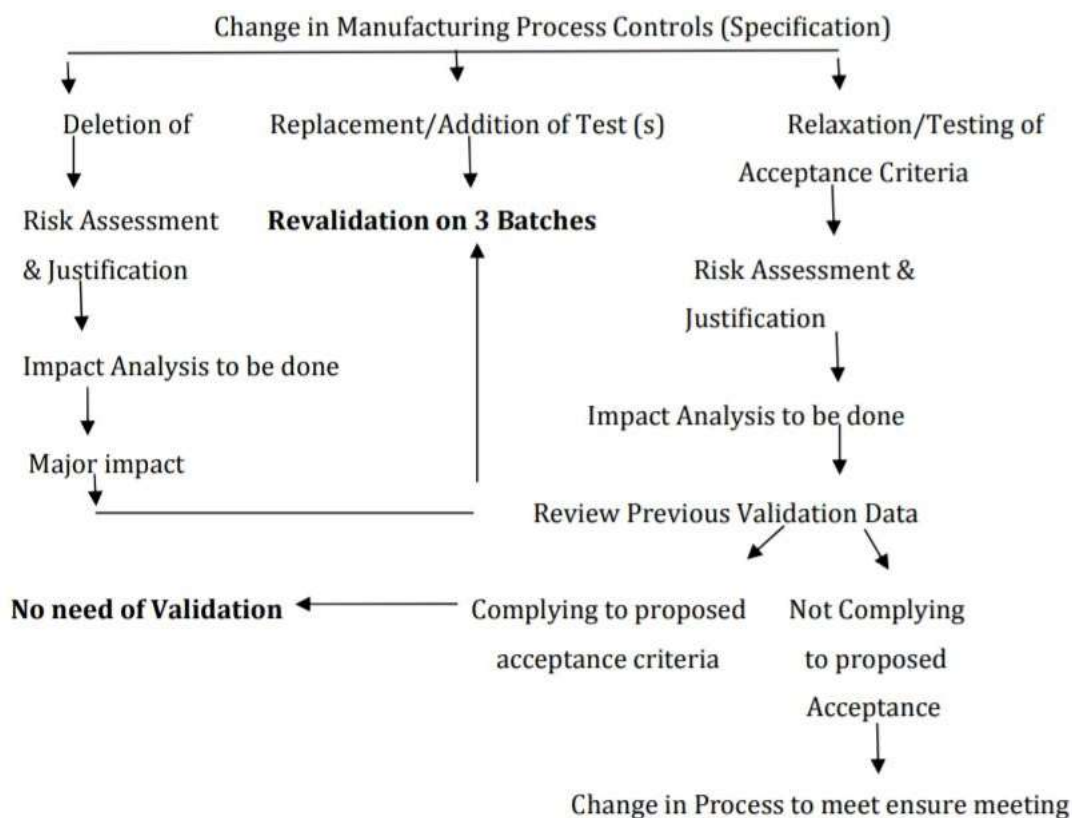 Change in Manufacturing Process Controls (Specification)
Deletion of
Replacement/Addition of Test (s)
Relaxation/Testing of
Acceptance Criteria
Risk Assessment
& Justification
Revalidation on 3 Batches
Risk Assessment &
Justification
Impact Analysis to be done
Impact Analysis to be done
Major impact
Review Previous Validation Data
No need of Validation
Complying to proposed
acceptance criteria
Not Complying
to proposed
Acceptance
Change in Process to meet ensure meeting